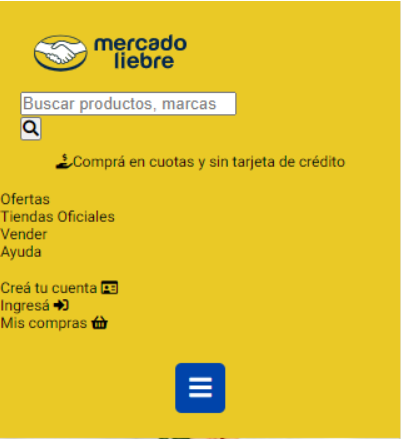 mercado
liebre
Buscar productos, marcas
Comprá en cuotas y sin tarjeta de crédito
Ofertas
Tiendas Oficiales
Vender
Ayuda
Creá tu cuenta
Ingresá
Mis compras